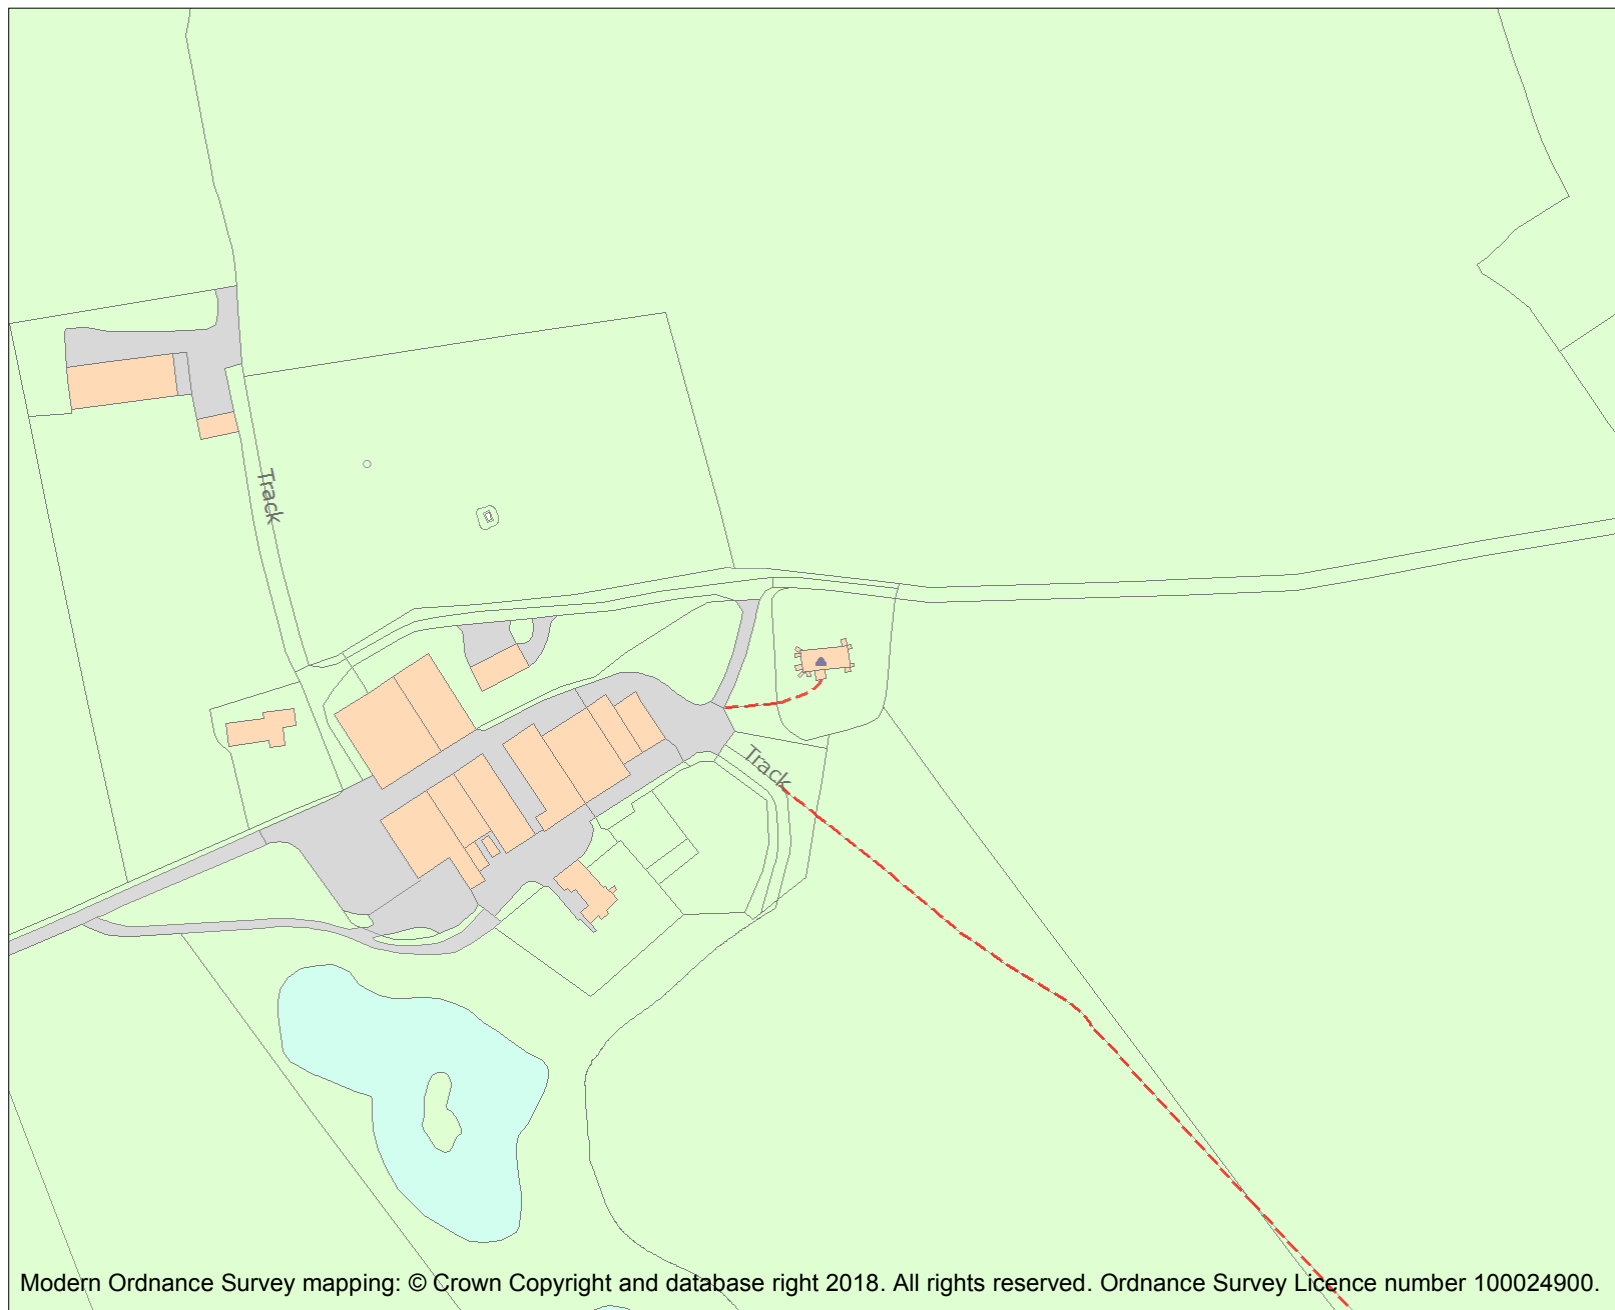 Track
Track
Modern Ordnance Survey mapping: © Crown Copyright and database right 2018. All rights reserved. Ordnance Survey Licence number 100024900.